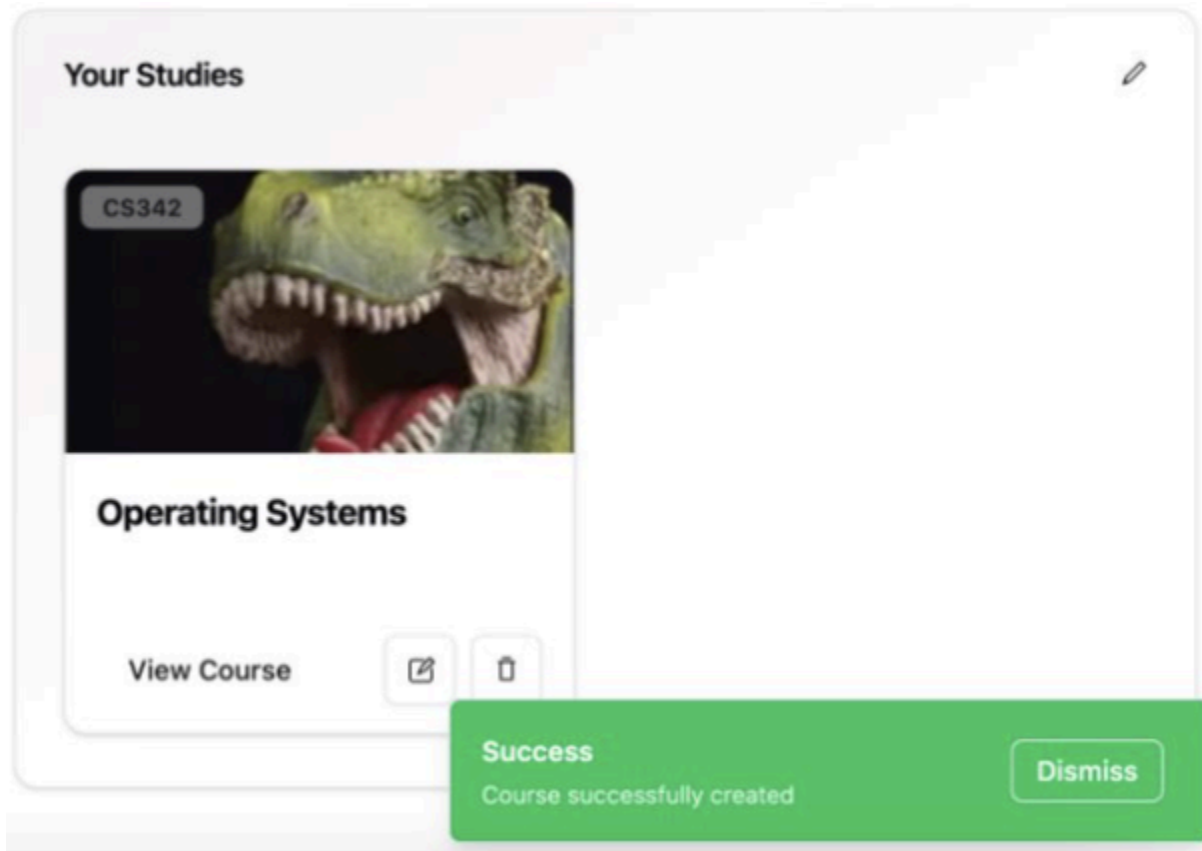 Your Studies
CS342
Operating Systems
View Course
Success
Course successfully created
Dismiss